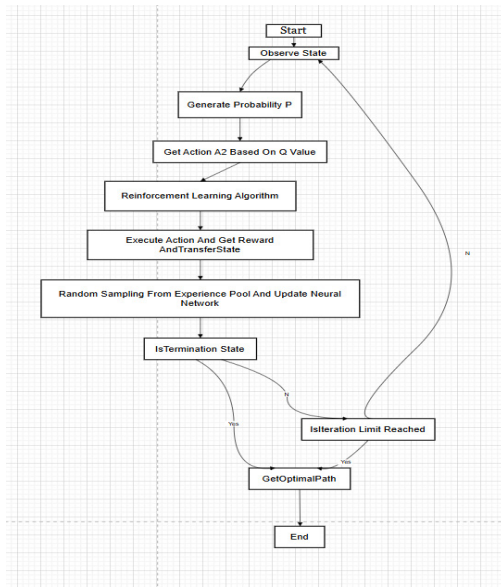 Start
Observe State
Generate Probability P
Get Action A2 Based On Q Value
Reinforcement Learning Algorithm
Execute Action And Get Reward
AndTransferState
Random Sampling From Experience Pool And Update Neural
Network
IsTermination State
N
N
IsIteration Limit Reached
Yes
Yes
GetOptimalPath
End